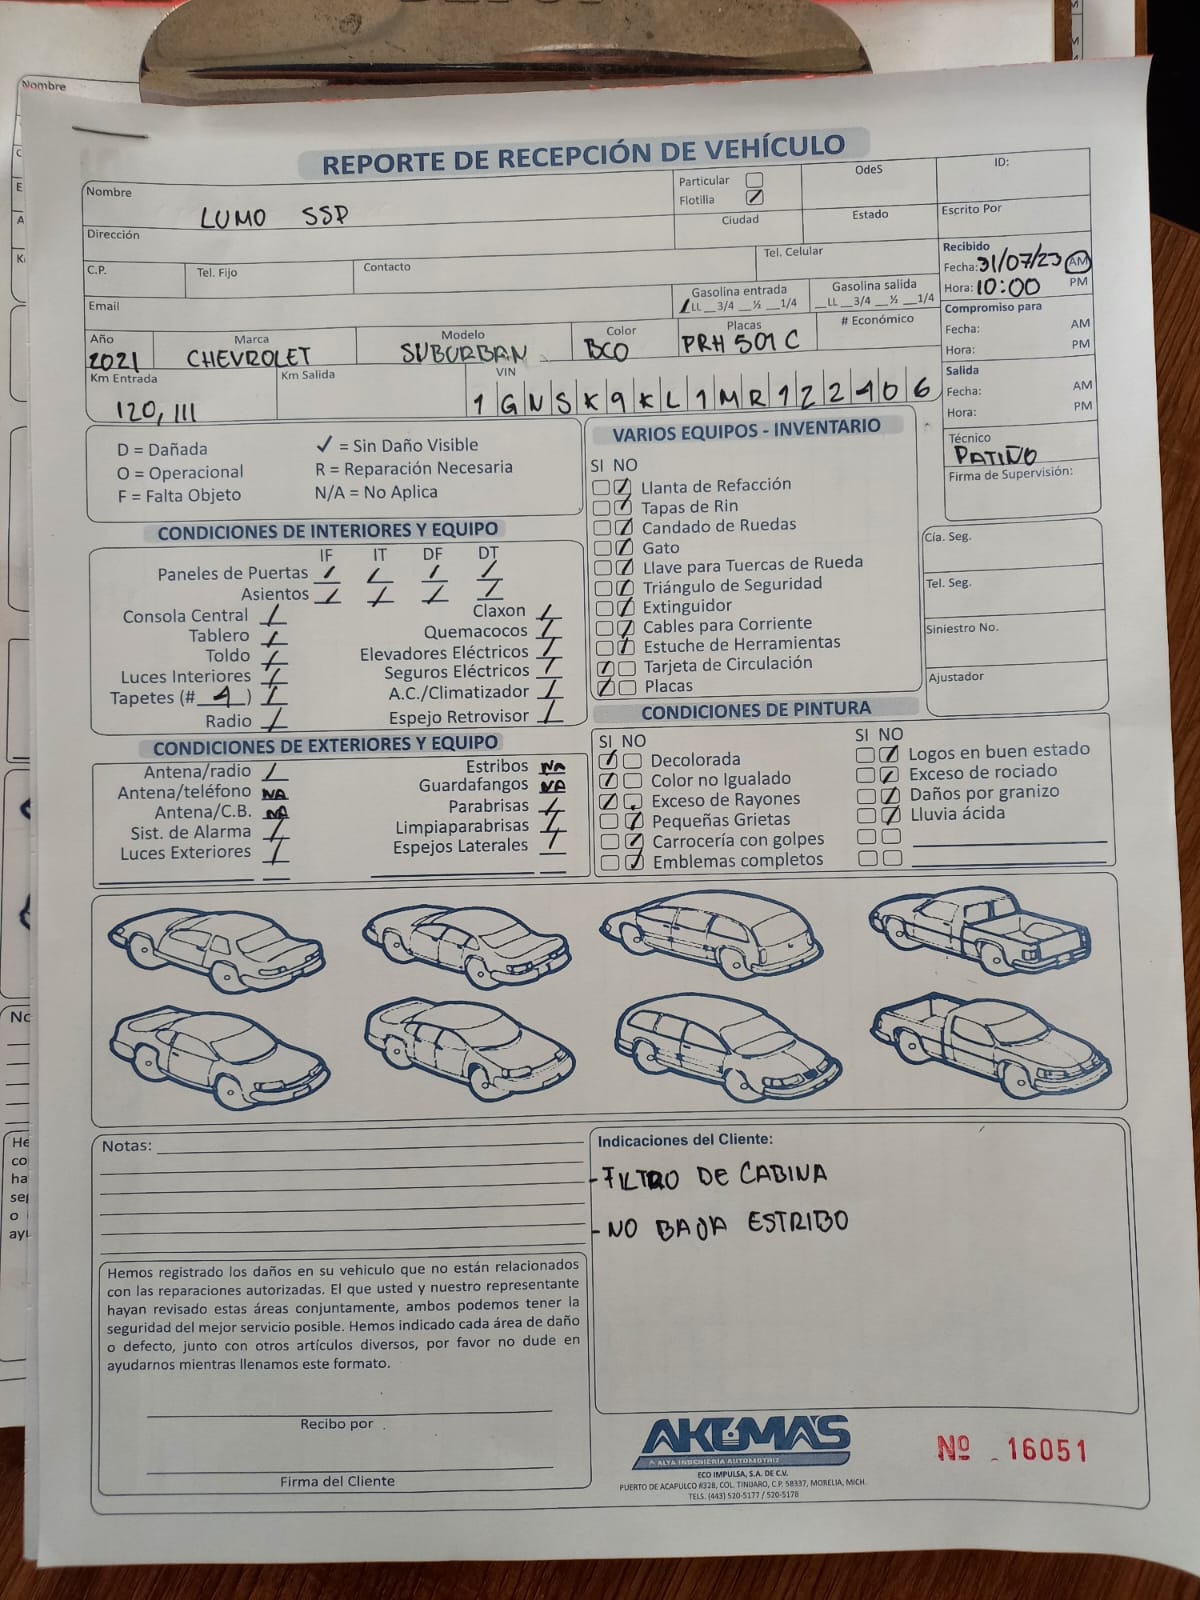 Nombre
REPORTE DE RECEPCIÓN DE VEHÍCULO
Nombre
LUMO SSP
Particular
Flotilla
OdeS
ID:
Dirección
Ciudad
Estado
Escrito Por
C.P.
Tel. Fijo
Contacto
Tel. Celular
Recibido
Fecha: 31/07/23 AM
Hora: 10:00 PM
Email
Gasolina entrada
LL __3/4 __½ __1/4
Gasolina salida
__LL __3/4 __½ __1/4
Compromiso para
Fecha: AM
Hora: PM
Año
2021
Marca
CHEVROLET
Modelo
SUBURBAN
Color
BCO
Placas
PRH 501 C
# Económico
Km Entrada
120,111
Km Salida
VIN
1GNSK9KL1MR122406
Salida
Fecha: AM
Hora: PM
Técnico
PATIÑO
Firma de Supervisión:
D = Dañada
O = Operacional
F = Falta Objeto
✓ = Sin Daño Visible
R = Reparación Necesaria
N/A = No Aplica
CONDICIONES DE INTERIORES Y EQUIPO
IF IT DF DT
Paneles de Puertas
Asientos
Consola Central
Tablero
Toldo
Luces Interiores
Tapetes (# 4 )
Radio
Claxon
Quemacocos
Elevadores Eléctricos
Seguros Eléctricos
A.C./Climatizador
Espejo Retrovisor
VARIOS EQUIPOS - INVENTARIO
SI NO
Llanta de Refacción
Tapas de Rin
Candado de Ruedas
Gato
Llave para Tuercas de Rueda
Triángulo de Seguridad
Extinguidor
Cables para Corriente
Estuche de Herramientas
Tarjeta de Circulación
Placas
Cía. Seg.
Tel. Seg.
Siniestro No.
Ajustador
CONDICIONES DE EXTERIORES Y EQUIPO
Antena/radio
Antena/teléfono NA
Antena/C.B. NA
Sist. de Alarma
Luces Exteriores
Estribos NA
Guardafangos NA
Parabrisas
Limpiaparabrisas
Espejos Laterales
CONDICIONES DE PINTURA
SI NO
Decolorada
Color no Igualado
Exceso de Rayones
Pequeñas Grietas
Carrocería con golpes
Emblemas completos
SI NO
Logos en buen estado
Exceso de rociado
Daños por granizo
Lluvia ácida
Notas:
Indicaciones del Cliente:
- FILTRO DE CABINA
- NO BAJA ESTRIBO
Hemos registrado los daños en su vehiculo que no están relacionados
con las reparaciones autorizadas. El que usted y nuestro representante
hayan revisado estas áreas conjuntamente, ambos podemos tener la
seguridad del mejor servicio posible. Hemos indicado cada área de daño
o defecto, junto con otros artículos diversos, por favor no dude en
ayudarnos mientras llenamos este formato.
Recibo por
Firma del Cliente
AKUMA'S
ALTA INGENIERIA AUTOMOTRIZ
ECO IMPULSA, S.A. DE C.V.
PUERTO DE ACAPULCO #328, COL. TINIJARO, C.P. 58337, MORELIA, MICH.
TELS. (443) 520-5177 / 520-5178
Nº 16051